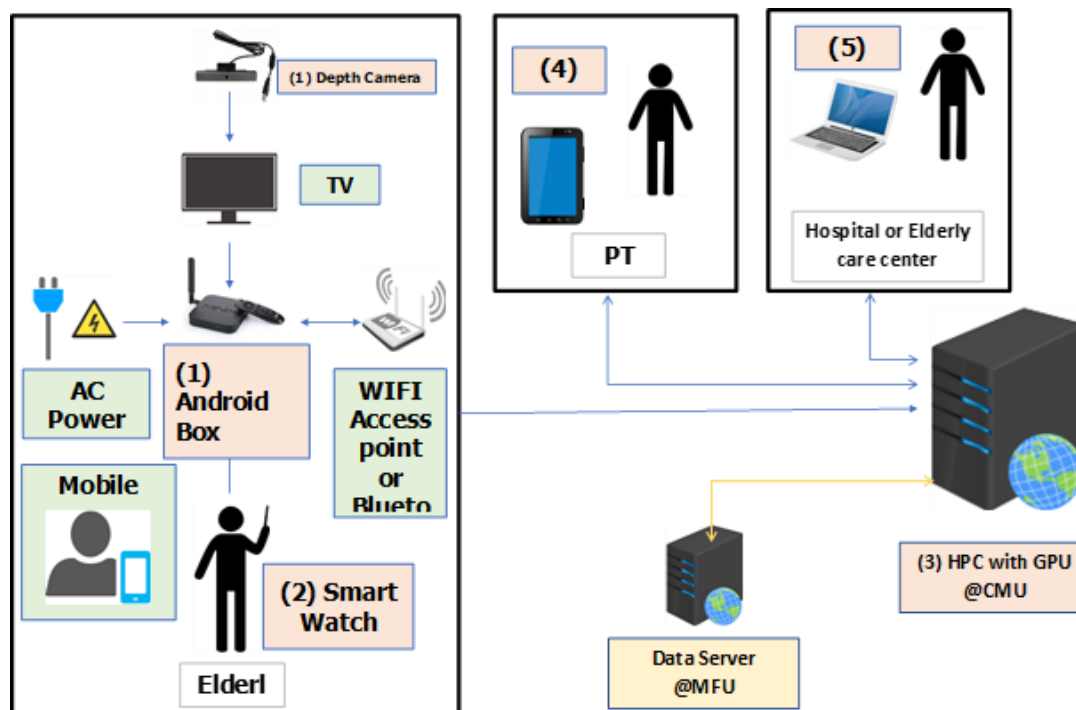 (1) Depth Camera
TV
(1)
Android
Box
AC
Power
WIFI
Access
point
or
Blueto
Mobile
(2) Smart
Watch
Elderl
(4)
PT
(5)
Hospital or Elderly
care center
(3) HPC with GPU
@CMU
Data Server
@MFU